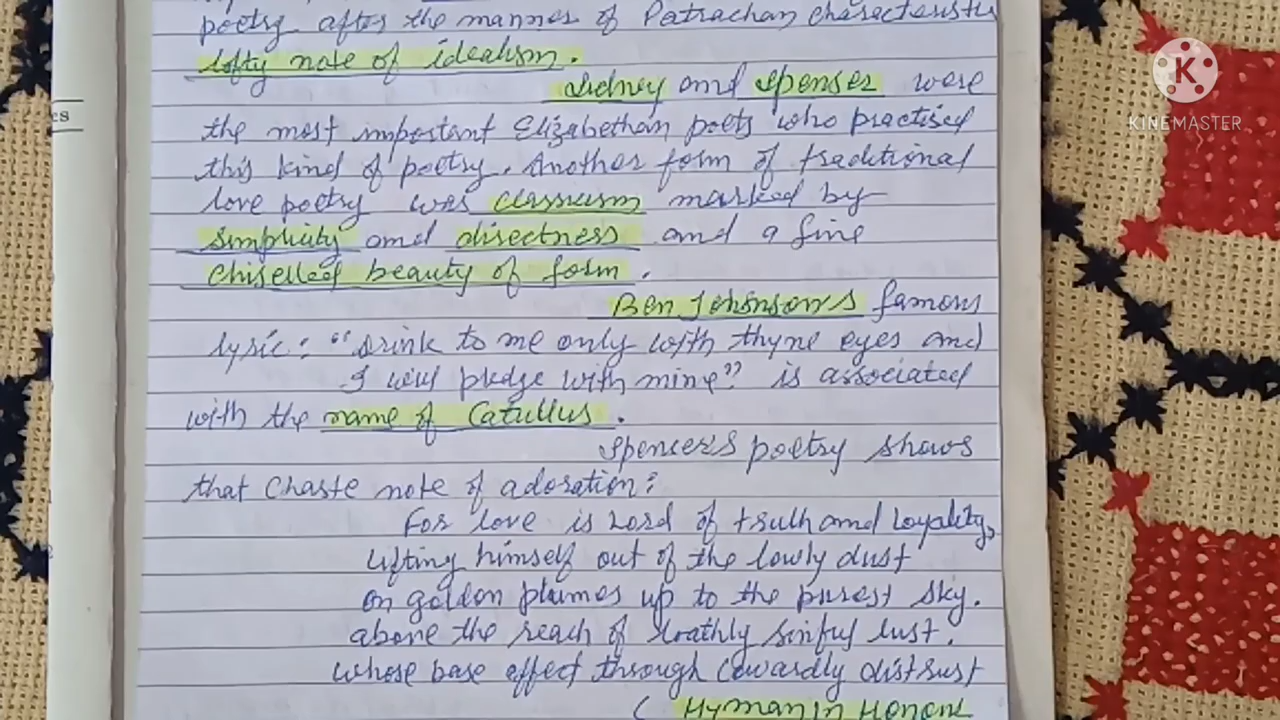 poetry after the manner of Patrachan characteristic
lofty note of idealism.
Sidney and Spenser were
the most important Elizabethan poets who practised
this kind of poetry. Another form of traditional
love poetry was classicism marked by
simplicity and directness and a fine
chiselled beauty of form.
Ben Johnson's famous
lyric: "Drink to me only with thyne eyes and
I will pledge with mine" is associated
with the name of Catullus.
Spencer's poetry shows
that chaste note of adoration:
For love is Lord of truth and Loyality,
Lifting himself out of the lowly dust
on golden plumes up to the purest sky.
above the reach of loathly sinful lust.
whose base effect through cowardly distrust
( Hyman in Honour
es
K
KINEMASTER